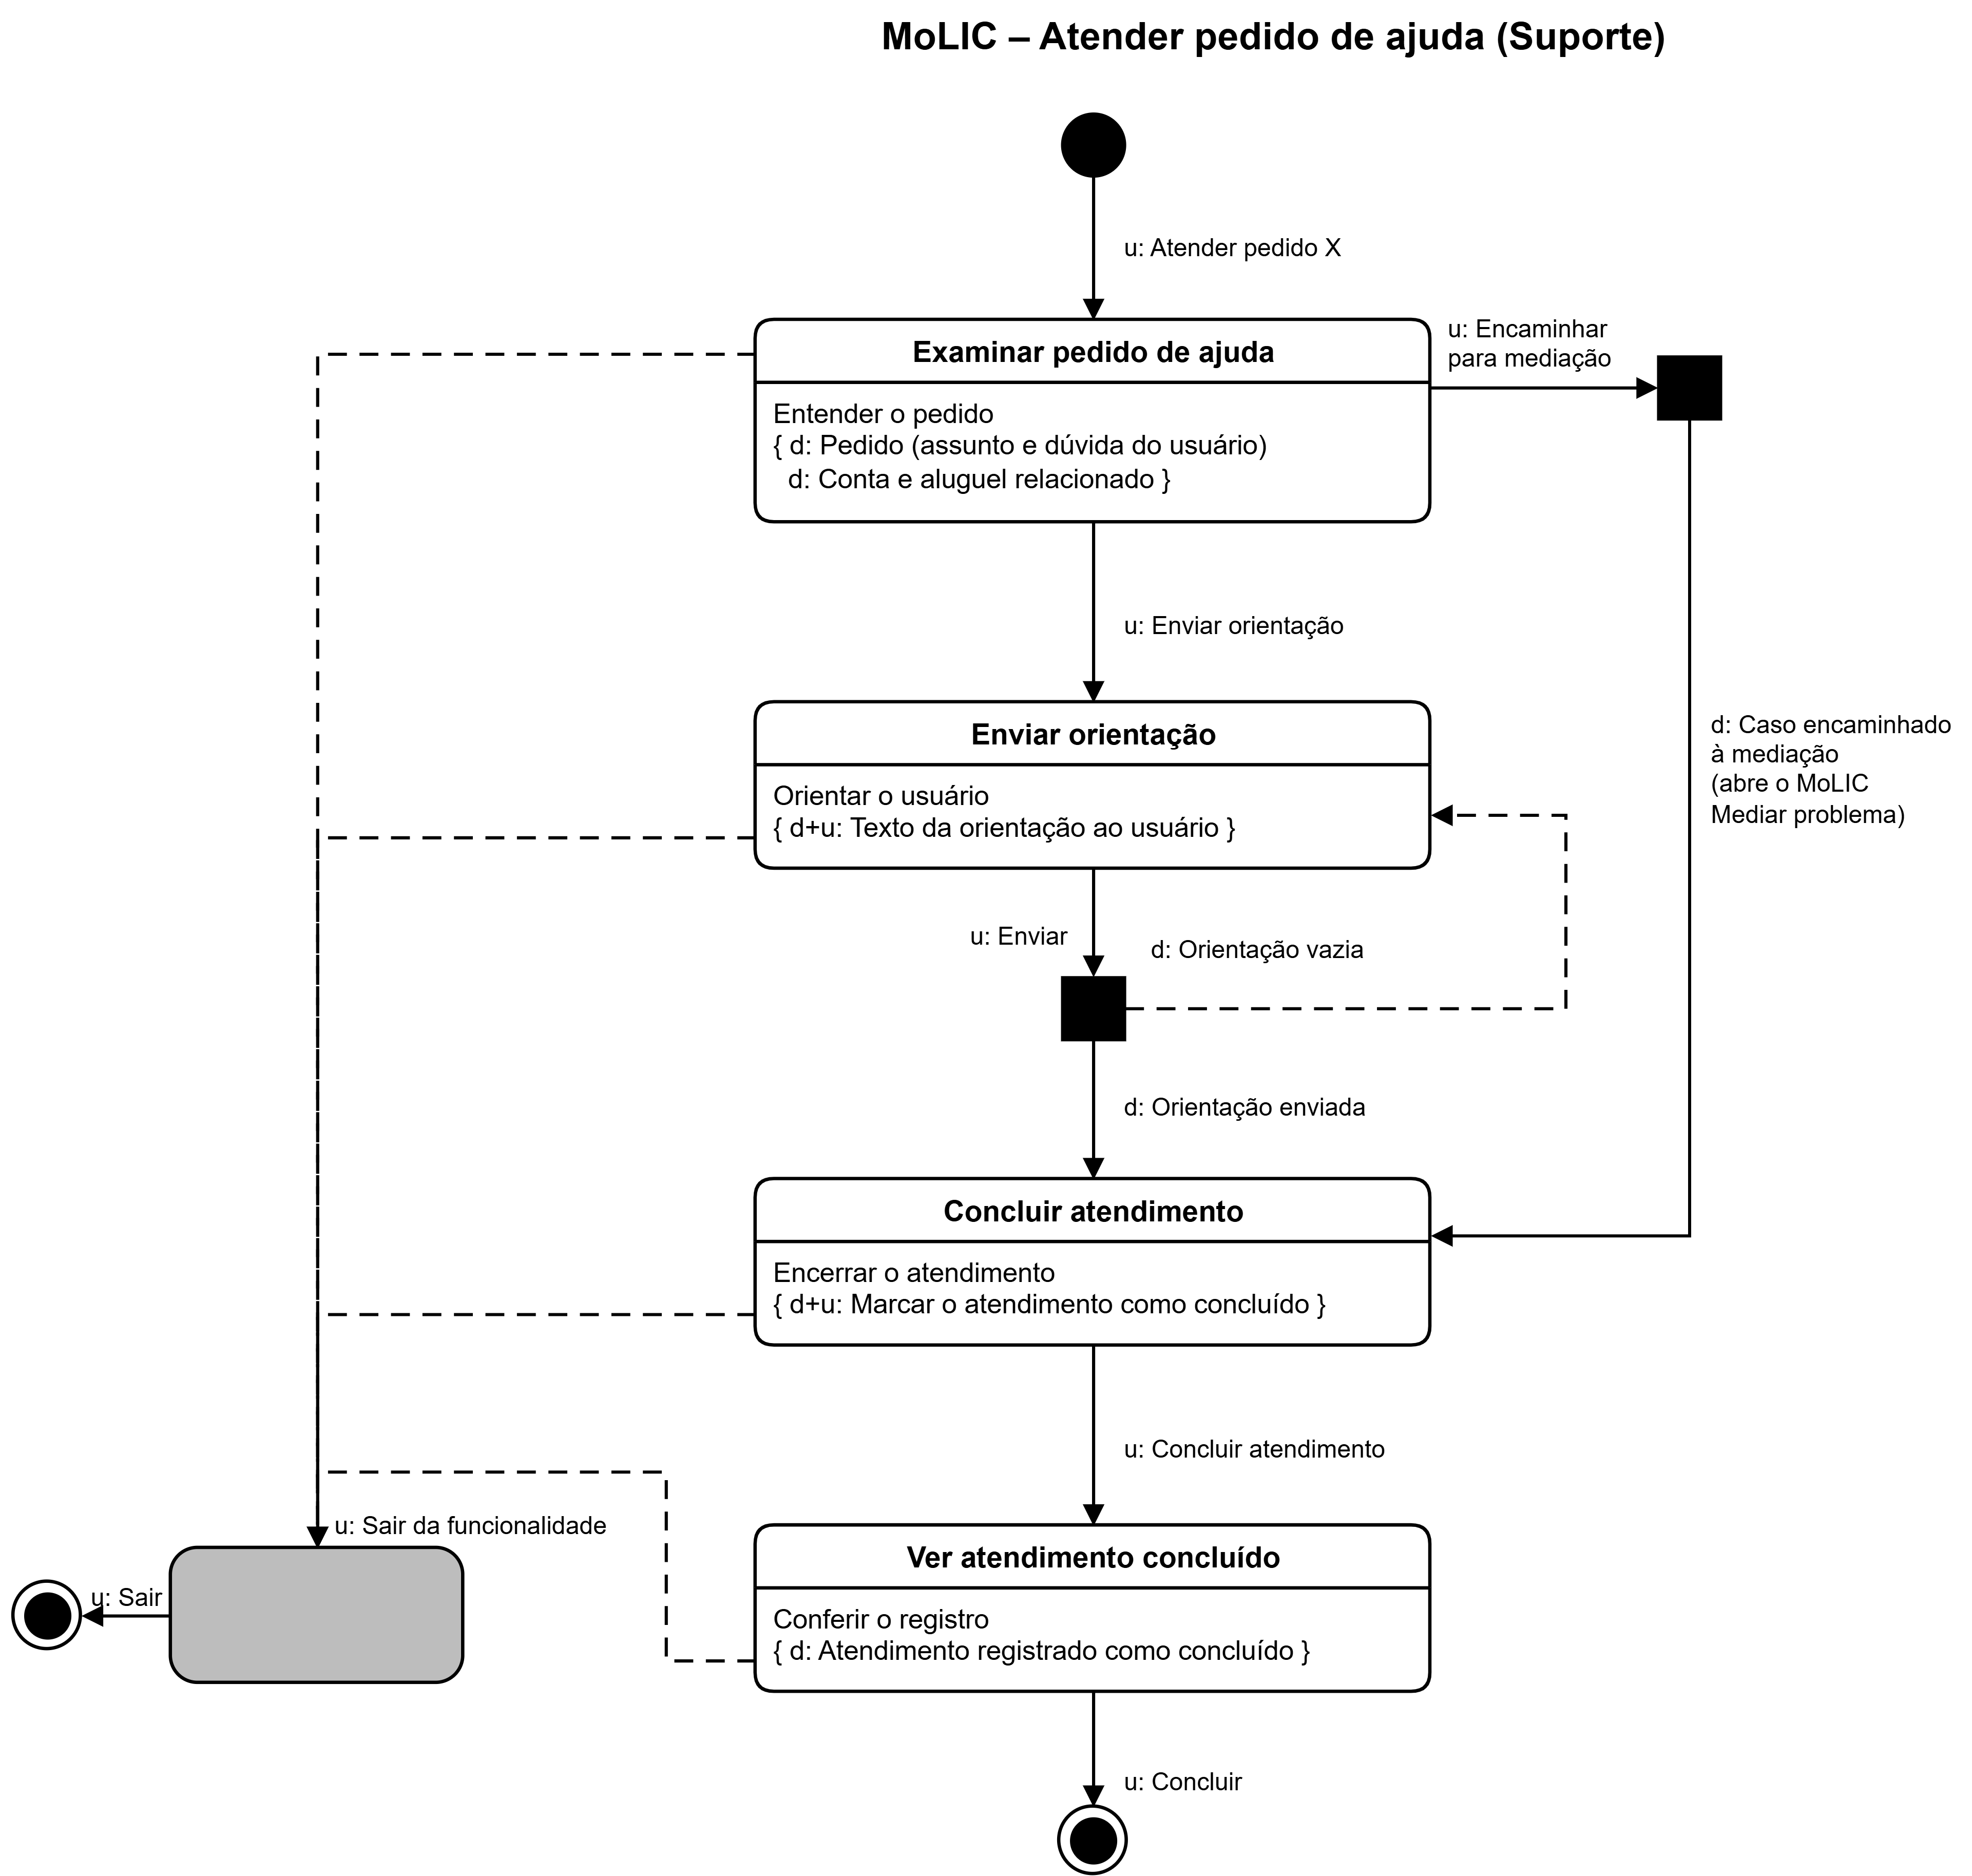 MoLIC – Atender pedido de ajuda (Suporte)
u: Atender pedido X
Examinar pedido de ajuda
Entender o pedido
{ d: Pedido (assunto e dúvida do usuário)
d: Conta e aluguel relacionado }
u: Encaminhar
para mediação
u: Enviar orientação
Enviar orientação
Orientar o usuário
{ d+u: Texto da orientação ao usuário }
d: Caso encaminhado
à mediação
(abre o MoLIC
Mediar problema)
u: Enviar
d: Orientação vazia
d: Orientação enviada
Concluir atendimento
Encerrar o atendimento
{ d+u: Marcar o atendimento como concluído }
u: Concluir atendimento
u: Sair da funcionalidade
u: Sair
Ver atendimento concluído
Conferir o registro
{ d: Atendimento registrado como concluído }
u: Concluir